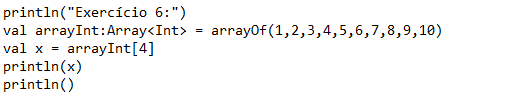 println("Exercício 6:")
val arrayInt:Array<Int> = arrayOf(1,2,3,4,5,6,7,8,9,10)
val x = arrayInt[4]
println(x)
println()